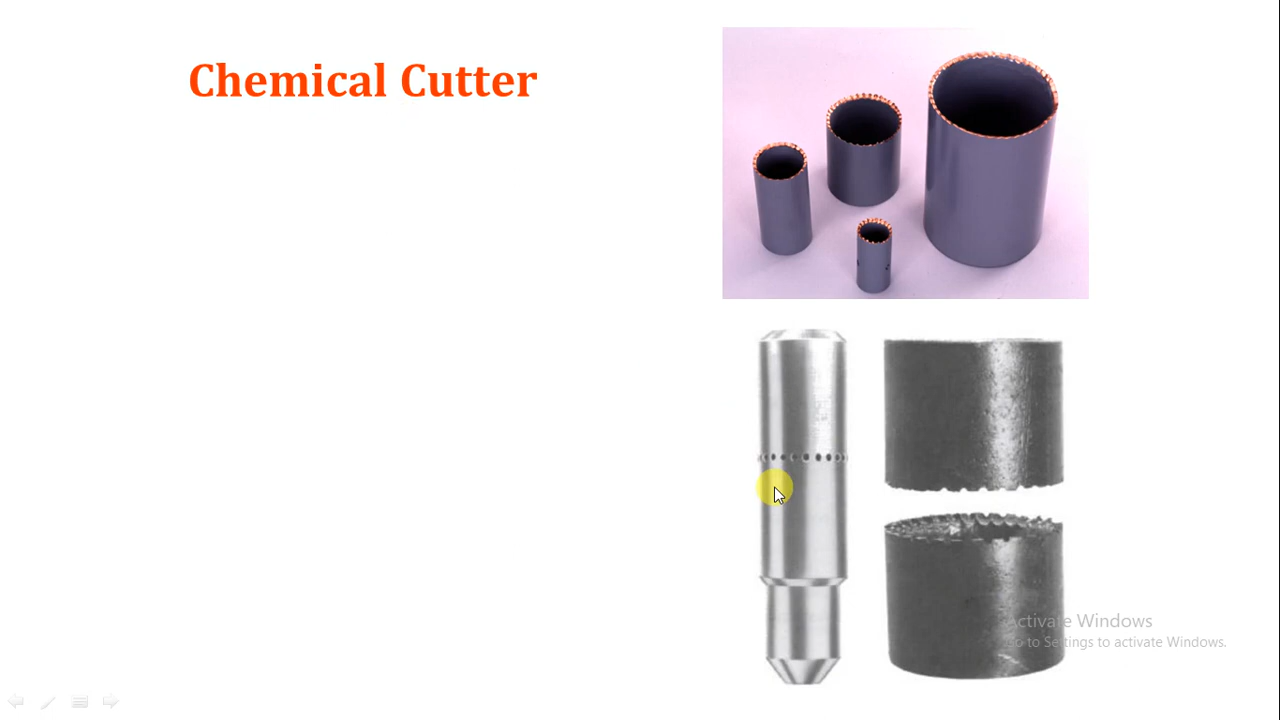 Chemical Cutter
Activate Windows
Go to Settings to activate Windows.